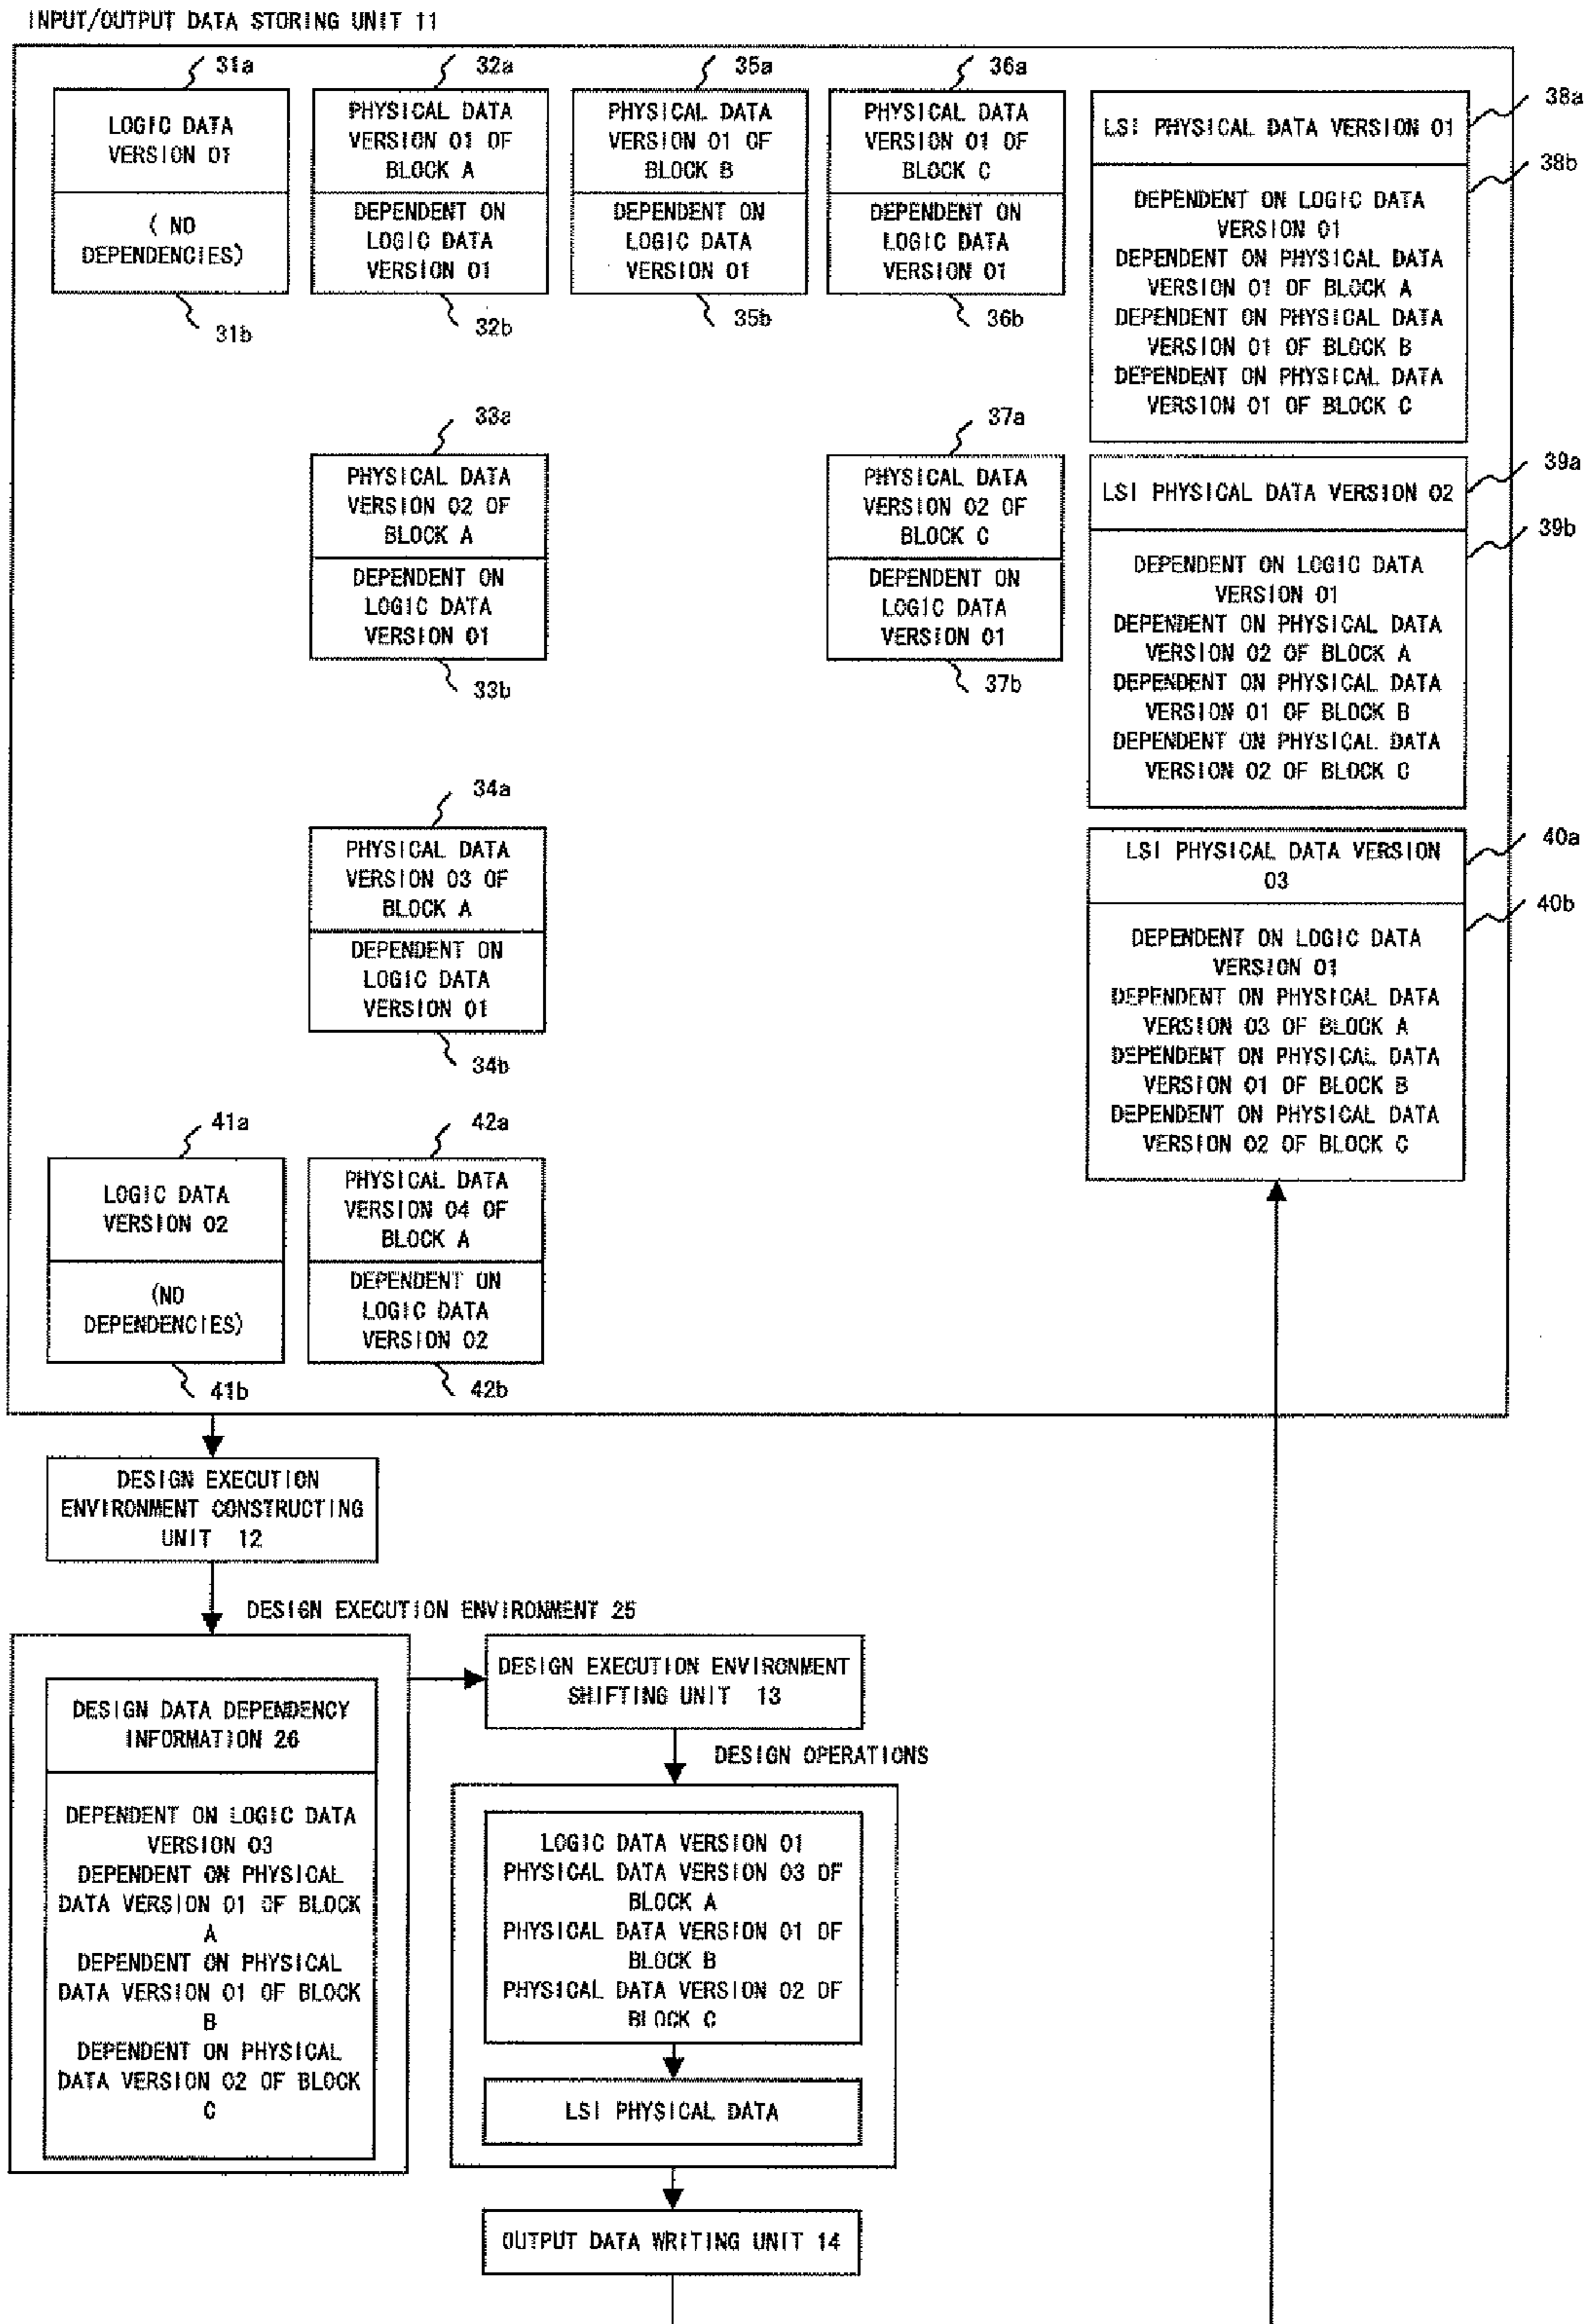 INPUT/OUTPUT DATA STORING UNIT 11
31a
32a
35a
36a
38a
LOGIC DATA
VERSION 01
( NO
DEPENDENCIES)
31b
PHYSICAL DATA
VERSION 01 OF
BLOCK A
DEPENDENT ON
LOGIC DATA
VERSION 01
32b
PHYSICAL DATA
VERSION 01 OF
BLOCK B
DEPENDENT ON
LOGIC DATA
VERSION 01
35b
PHYSICAL DATA
VERSION 01 OF
BLOCK C
DEPENDENT ON
LOGIC DATA
VERSION 01
36b
LSI PHYSICAL DATA VERSION 01
38b
DEPENDENT ON LOGIC DATA
VERSION 01
DEPENDENT ON PHYSICAL DATA
VERSION 01 OF BLOCK A
DEPENDENT ON PHYSICAL DATA
VERSION 01 OF BLOCK B
DEPENDENT ON PHYSICAL DATA
VERSION 01 OF BLOCK C
33a
PHYSICAL DATA
VERSION 02 OF
BLOCK A
DEPENDENT ON
LOGIC DATA
VERSION 01
33b
37a
PHYSICAL DATA
VERSION 02 OF
BLOCK C
DEPENDENT ON
LOGIC DATA
VERSION 01
37b
39a
LSI PHYSICAL DATA VERSION 02
39b
DEPENDENT ON LOGIC DATA
VERSION 01
DEPENDENT ON PHYSICAL DATA
VERSION 02 OF BLOCK A
DEPENDENT ON PHYSICAL DATA
VERSION 01 OF BLOCK B
DEPENDENT ON PHYSICAL DATA
VERSION 02 OF BLOCK C
34a
PHYSICAL DATA
VERSION 03 OF
BLOCK A
DEPENDENT ON
LOGIC DATA
VERSION 01
34b
40a
LSI PHYSICAL DATA VERSION
03
40b
DEPENDENT ON LOGIC DATA
VERSION 01
DEPENDENT ON PHYSICAL DATA
VERSION 03 OF BLOCK A
DEPENDENT ON PHYSICAL DATA
VERSION 01 OF BLOCK B
DEPENDENT ON PHYSICAL DATA
VERSION 02 OF BLOCK C
41a
LOGIC DATA
VERSION 02
(NO
DEPENDENCIES)
41b
42a
PHYSICAL DATA
VERSION 04 OF
BLOCK A
DEPENDENT ON
LOGIC DATA
VERSION 02
42b
DESIGN EXECUTION
ENVIRONMENT CONSTRUCTING
UNIT 12
DESIGN EXECUTION ENVIRONMENT 25
DESIGN DATA DEPENDENCY
INFORMATION 26
DEPENDENT ON LOGIC DATA
VERSION 03
DEPENDENT ON PHYSICAL
DATA VERSION 01 OF BLOCK
A
DEPENDENT ON PHYSICAL
DATA VERSION 01 OF BLOCK
B
DEPENDENT ON PHYSICAL
DATA VERSION 02 OF BLOCK
C
DESIGN EXECUTION ENVIRONMENT
SHIFTING UNIT 13
DESIGN OPERATIONS
LOGIC DATA VERSION 01
PHYSICAL DATA VERSION 03 OF
BLOCK A
PHYSICAL DATA VERSION 01 OF
BLOCK B
PHYSICAL DATA VERSION 02 OF
BLOCK C
LSI PHYSICAL DATA
OUTPUT DATA WRITING UNIT 14